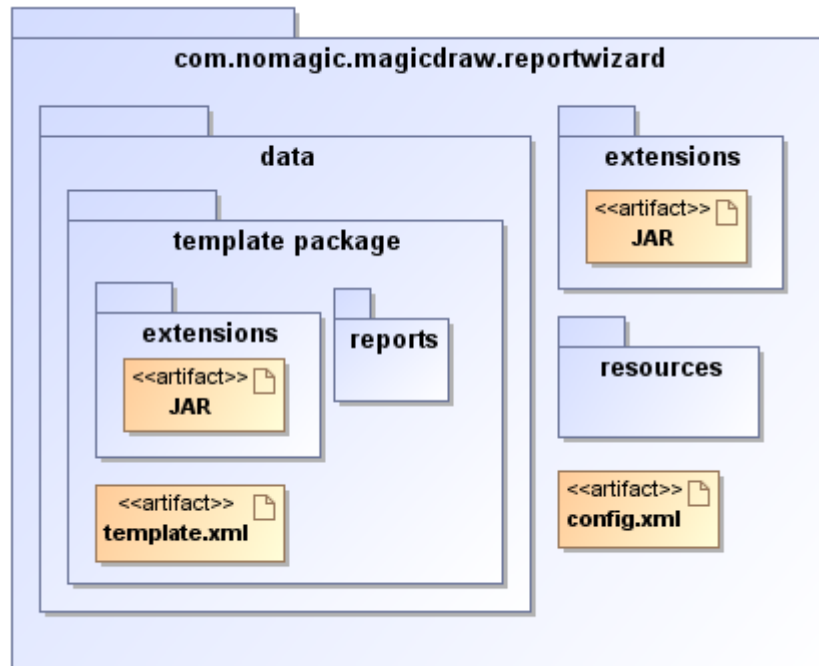 com.nomagic.magicdraw.reportwizard
data
template package
extensions
<<artifact>>
JAR
reports
<<artifact>>
template.xml
extensions
<<artifact>>
JAR
resources
<<artifact>>
config.xml